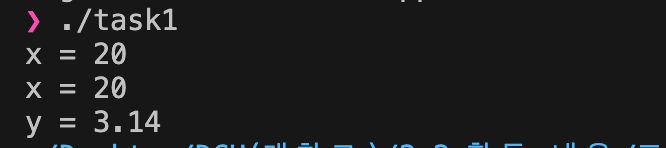 ❯ ./task1
x = 20
x = 20
y = 3.14